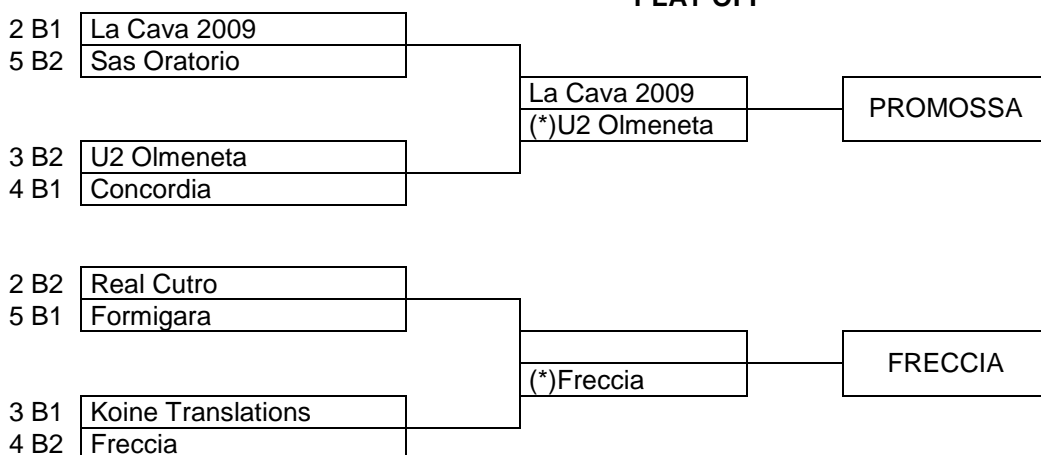 PLAY OFF
2 B1 La Cava 2009
5 B2 Sas Oratorio
La Cava 2009
(*)U2 Olmeneta
PROMOSSA
3 B2 U2 Olmeneta
4 B1 Concordia
2 B2 Real Cutro
5 B1 Formigara
(*)Freccia
FRECCIA
3 B1 Koine Translations
4 B2 Freccia